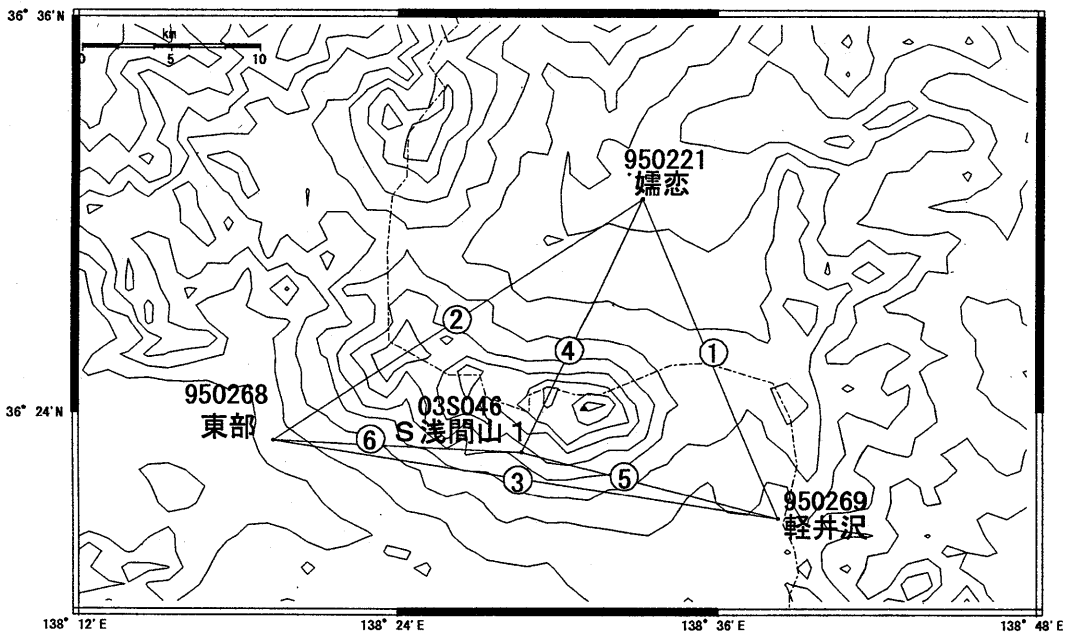 36° 36′N
km
0 5 10
950221
嬬恋
②
④
①
950268
東部
36° 24′N
03S046
S浅間山1
⑥
⑤
③
950269
軽井沢
138° 12′E
138° 24′E
138° 36′E
138° 48′E